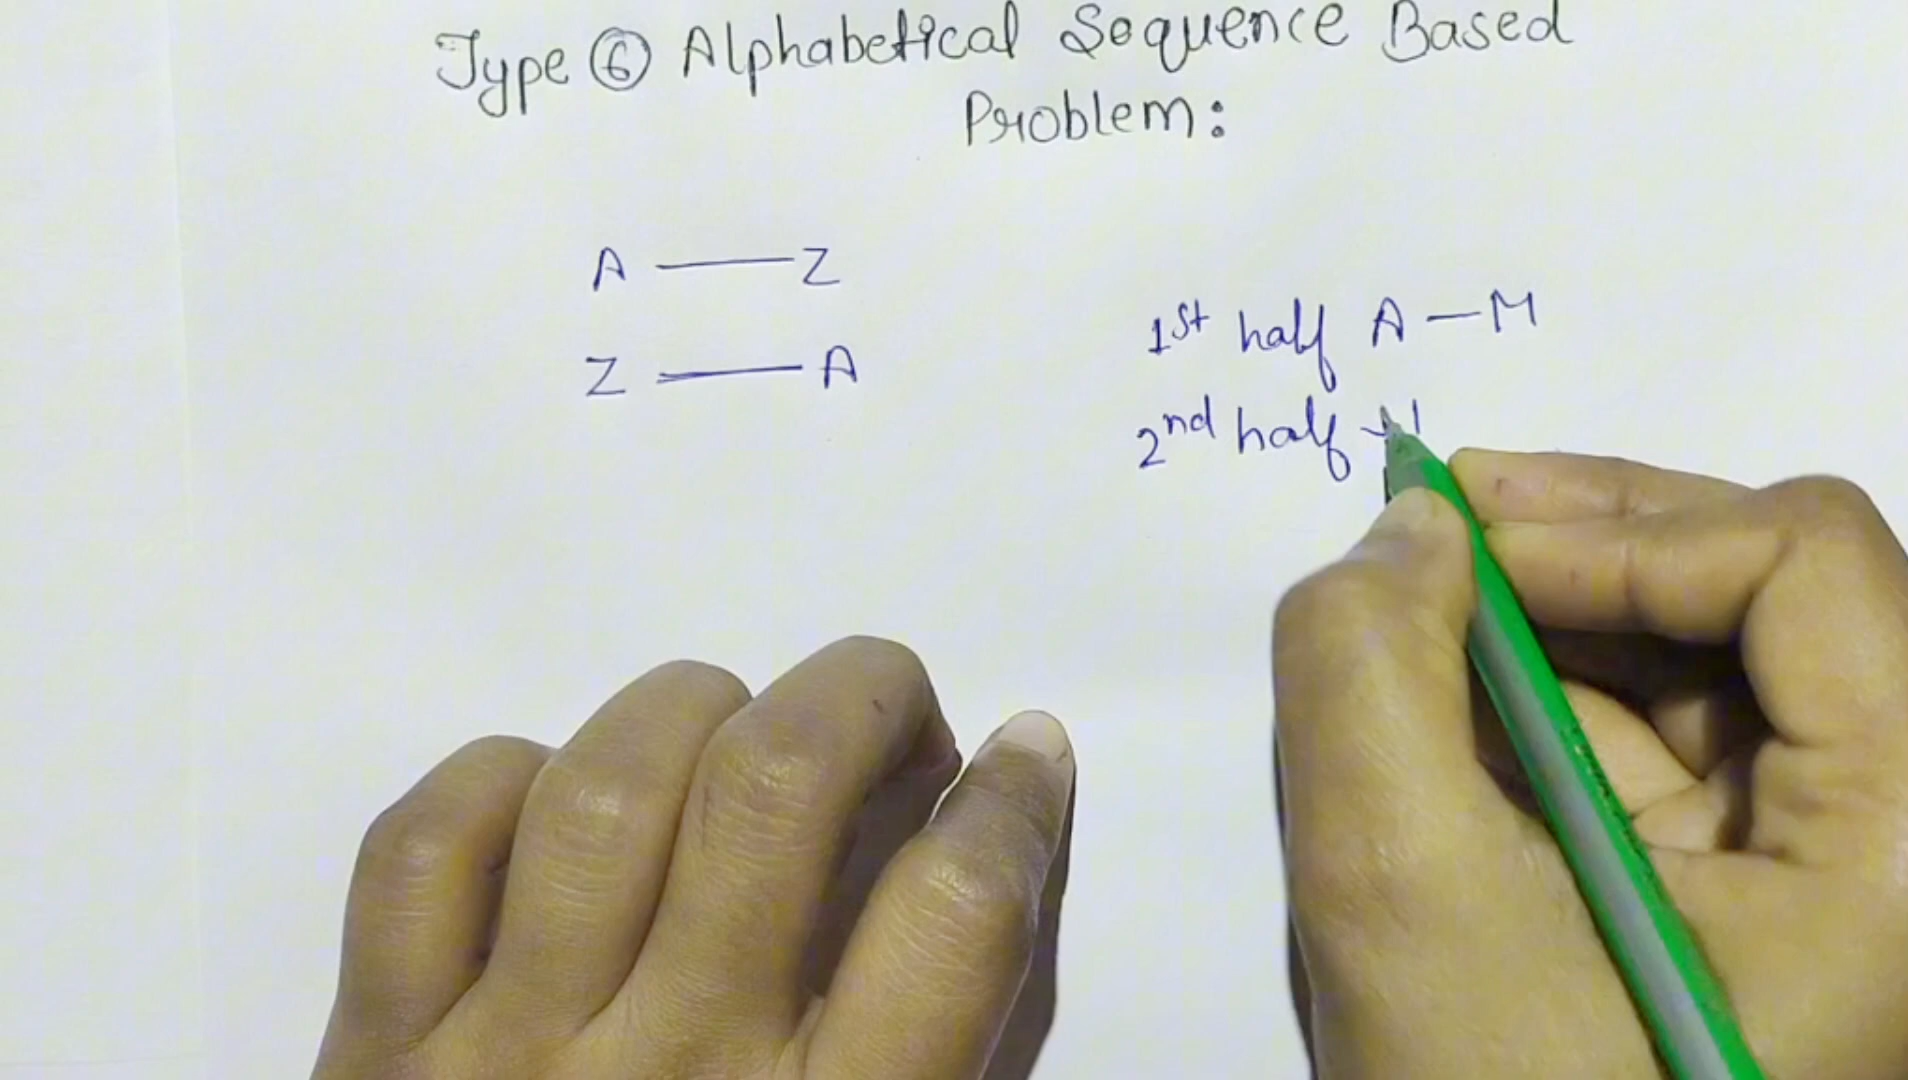 Type ⑥ Alphabetical Sequence Based
Problem:
A — Z
Z — A
1st half A — M
2nd half